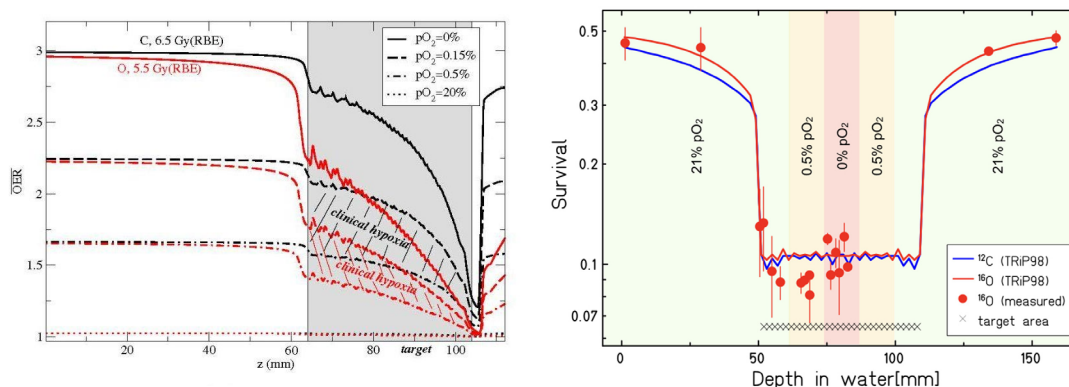 C, 6.5 Gy(RBE)
O, 5.5 Gy(RBE)
pO₂=0%
pO₂=0.15%
pO₂=0.5%
pO₂=20%
3
2.5
2
1.5
1
OER
clinical hypoxia
clinical hypoxia
target
0
20
40
60
80
100
z (mm)
0.5
0.3
0.2
0.1
0.07
Survival
21% pO₂
0.5% pO₂
0% pO₂
0.5% pO₂
21% pO₂
¹²C (TRiP98)
¹⁶O (TRiP98)
¹⁶O (measured)
target area
0
50
100
150
Depth in water[mm]